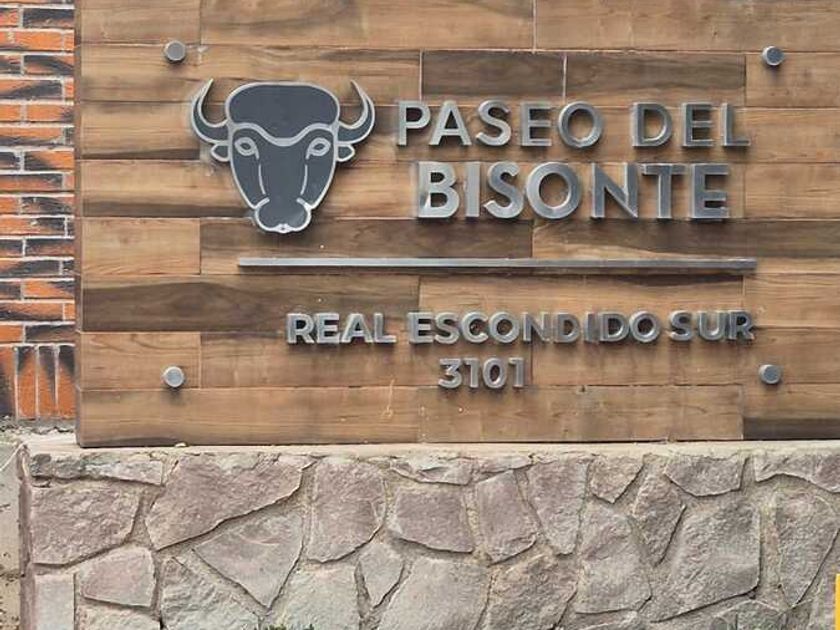 PASEO DEL
BISONTE
REAL ESCONDIDO SUR
3101